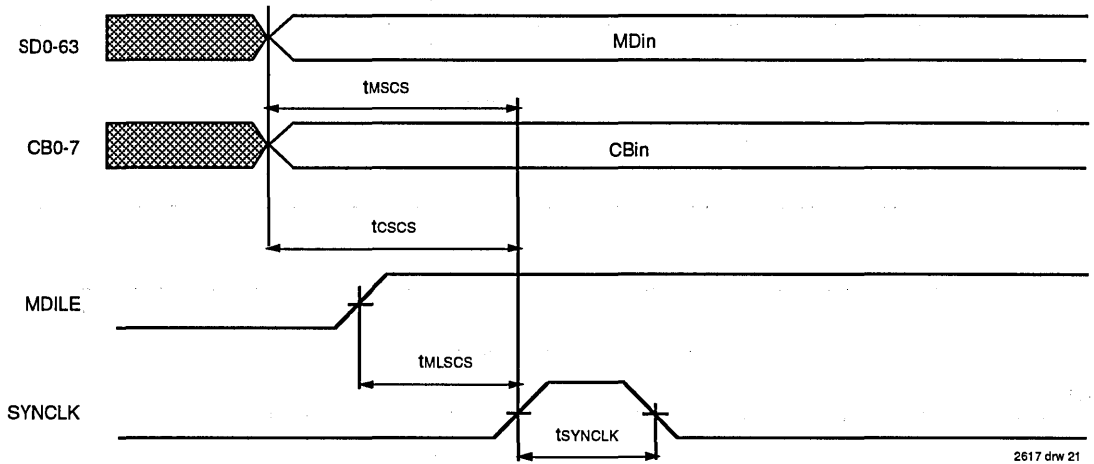 SD0-63
MDin
tMSCS
CB0-7
CBin
tCSCS
MDILE
tMLSCS
SYNCLK
tSYNCLK
2617 drw 21